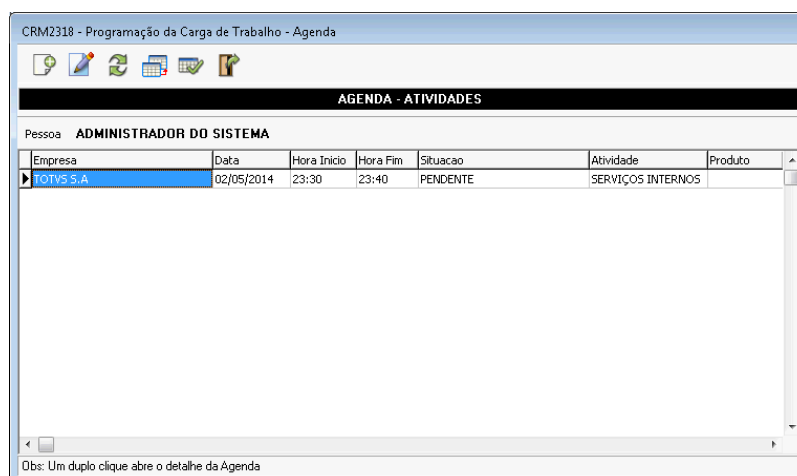 CRM2318 - Programação da Carga de Trabalho - Agenda
AGENDA - ATIVIDADES
Pessoa ADMINISTRADOR DO SISTEMA
Empresa Data Hora Inicio Hora Fim Situacao Atividade Produto
TOTVS S.A 02/05/2014 23:30 23:40 PENDENTE SERVIÇOS INTERNOS
Obs: Um duplo clique abre o detalhe da Agenda